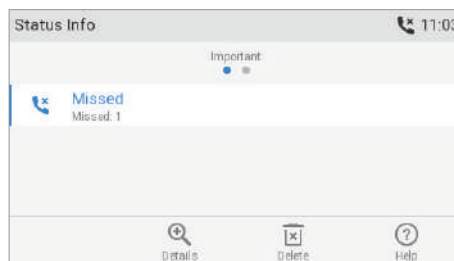 Status Info 11:03
Important
Missed
Missed: 1
Details Delete Help